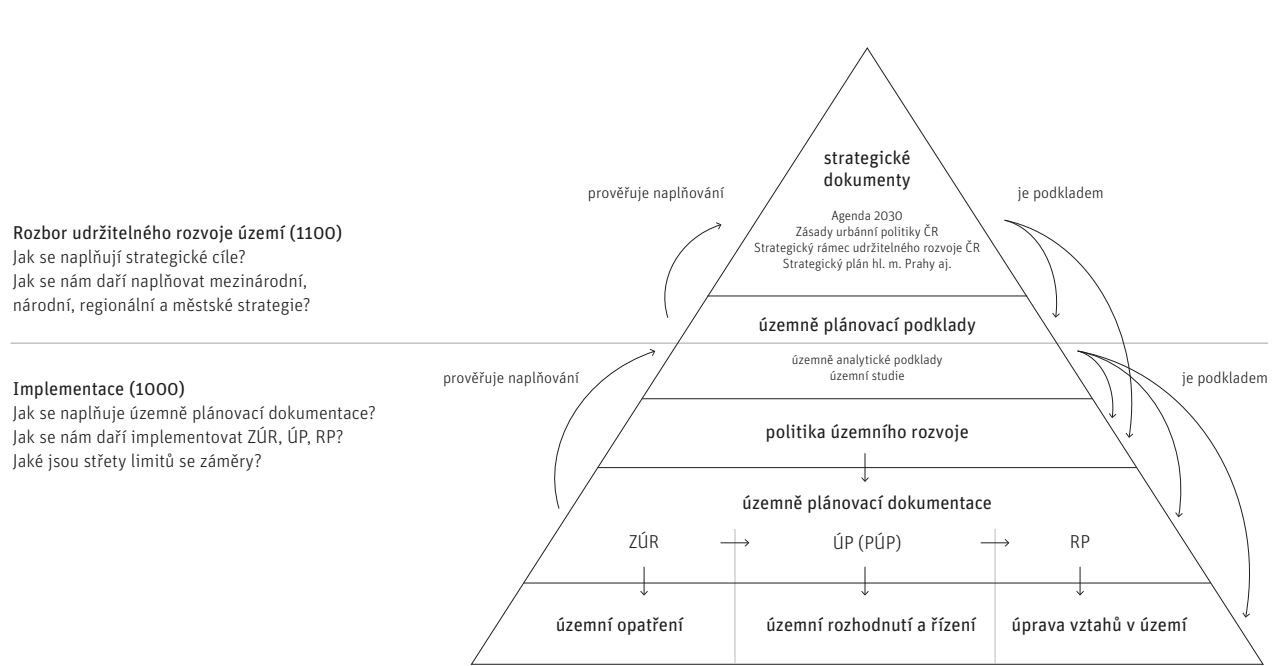 strategické
dokumenty
prověřuje naplňování
je podkladem
Agenda 2030
Zásady urbánní politiky ČR
Strategický rámec udržitelného rozvoje ČR
Strategický plán hl. m. Prahy aj.
Rozbor udržitelného rozvoje území (1100)
Jak se naplňují strategické cíle?
Jak se nám daří naplňovat mezinárodní,
národní, regionální a městské strategie?
územně plánovací podklady
územně analytické podklady
územní studie
prověřuje naplňování
je podkladem
Implementace (1000)
Jak se naplňuje územně plánovací dokumentace?
Jak se nám daří implementovat ZÚR, ÚP, RP?
Jaké jsou střety limitů se záměry?
politika územního rozvoje
územně plánovací dokumentace
ZÚR
ÚP (PÚP)
RP
územní opatření
územní rozhodnutí a řízení
úprava vztahů v území